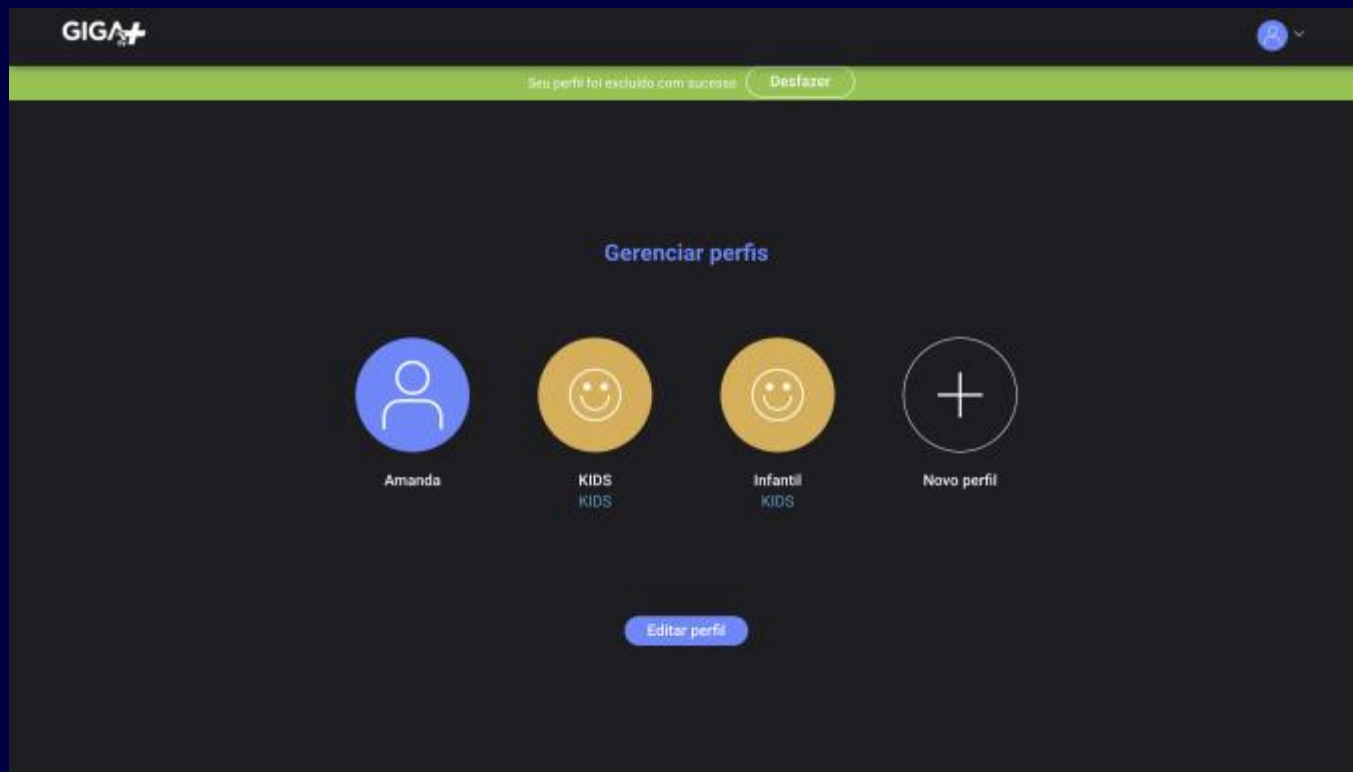 GIGA+
Seu perfil foi excluído com sucesso Desfazer
Gerenciar perfis
Amanda KIDS Infantil Novo perfil
KIDS KIDS
Editar perfil